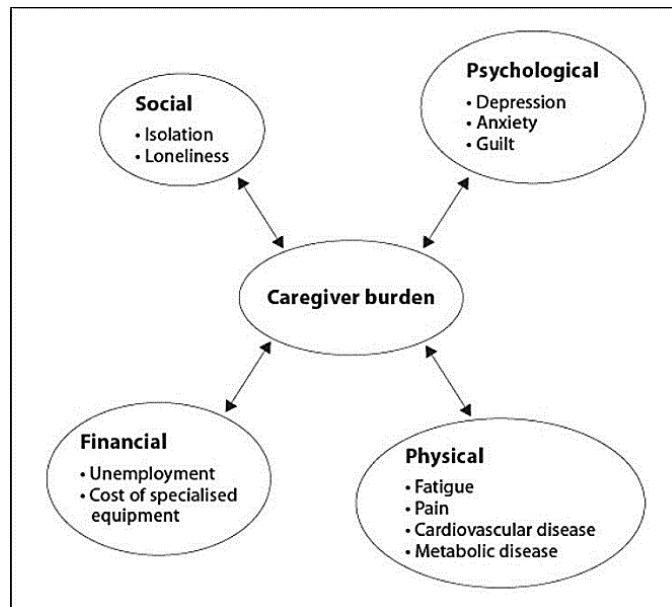 Social
• Isolation
• Loneliness
Psychological
• Depression
• Anxiety
• Guilt
Caregiver burden
Financial
• Unemployment
• Cost of specialised
equipment
Physical
• Fatigue
• Pain
• Cardiovascular disease
• Metabolic disease